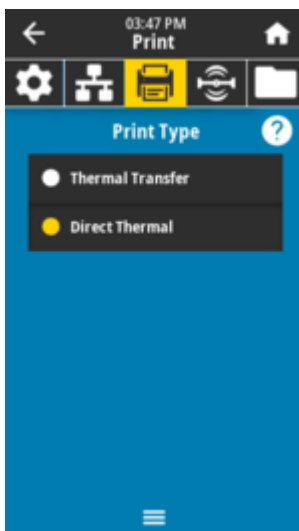 03:47 PM
Print
Print Type
?
Thermal Transfer
Direct Thermal